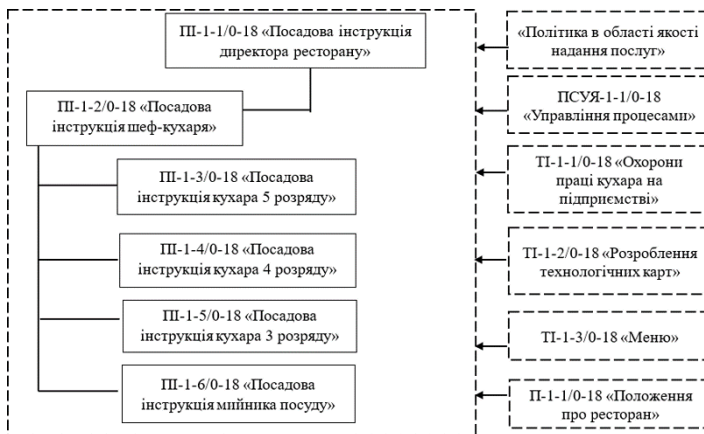 ПІ-1-1/0-18 «Посадова інструкція
директора ресторану»
ПІ-1-2/0-18 «Посадова
інструкція шеф-кухаря»
ПІ-1-3/0-18 «Посадова
інструкція кухара 5 розряду»
ПІ-1-4/0-18 «Посадова
інструкція кухара 4 розряду»
ПІ-1-5/0-18 «Посадова
інструкція кухара 3 розряду»
ПІ-1-6/0-18 «Посадова
інструкція мийника посуду»
«Політика в області якості
надання послуг»
ПСУЯ-1-1/0-18
«Управління процесами»
ТІ-1-1/0-18 «Охорони
праці кухара на
підприємстві»
ТІ-1-2/0-18 «Розроблення
технологічних карт»
ТІ-1-3/0-18 «Меню»
П-1-1/0-18 «Положення
про ресторан»